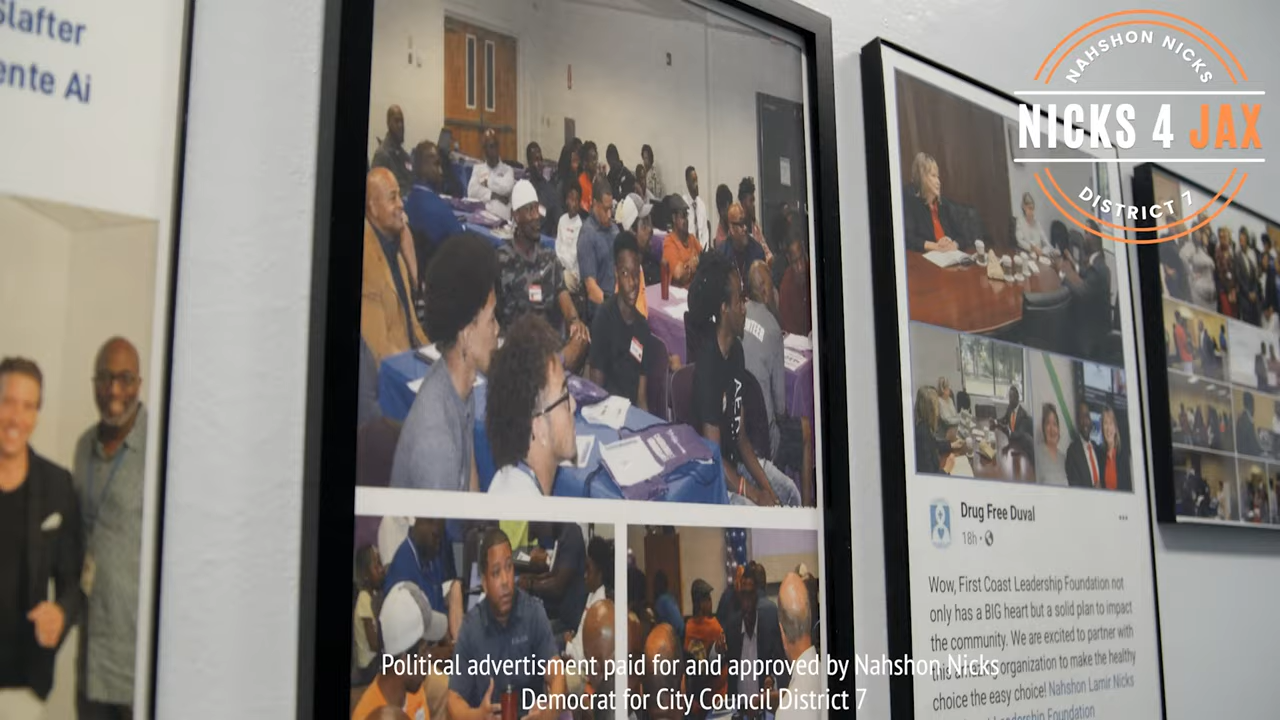 Slafter
ente Ai
NAHSHON NICKS
NICKS 4 JAX
DISTRICT 7
Drug Free Duval
18h
Wow, First Coast Leadership Foundation not
only has a BIG heart but a solid plan to impact
the community. We are excited to partner with
organization to make the healthy
choice the easy choice! Nahshon Lamir Nicks
Leadership Foundation
Political advertisment paid for and approved by Nahshon Nicks
Democrat for City Council District 7